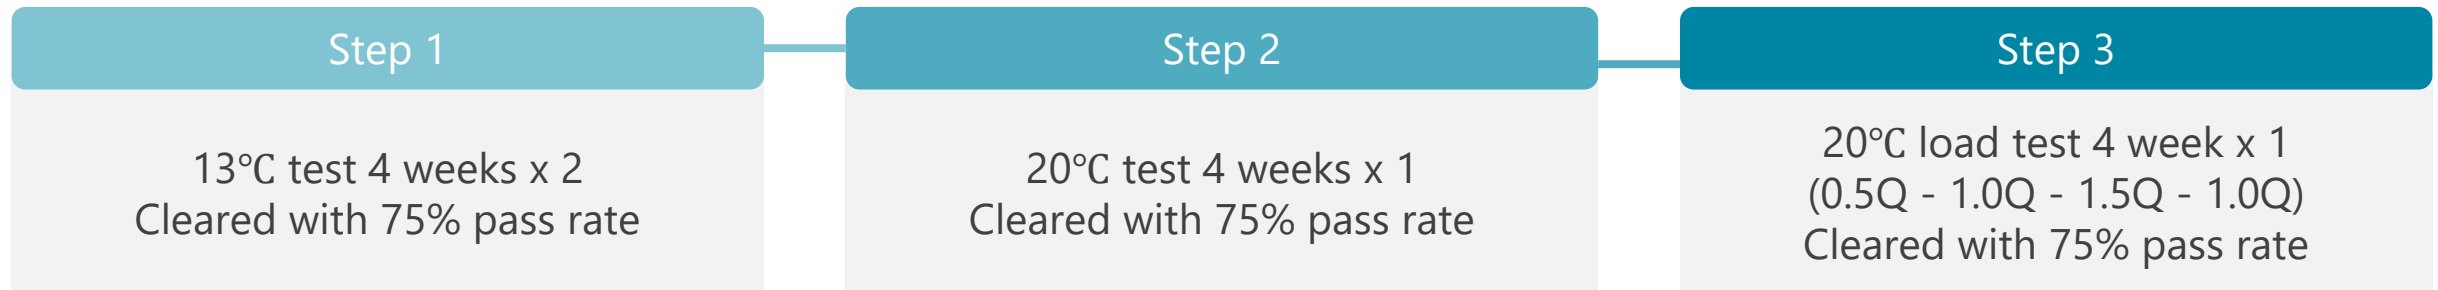 Step 1
13℃ test 4 weeks x 2
Cleared with 75% pass rate
Step 2
20℃ test 4 weeks x 1
Cleared with 75% pass rate
Step 3
20℃ load test 4 week x 1
(0.5Q - 1.0Q - 1.5Q - 1.0Q)
Cleared with 75% pass rate